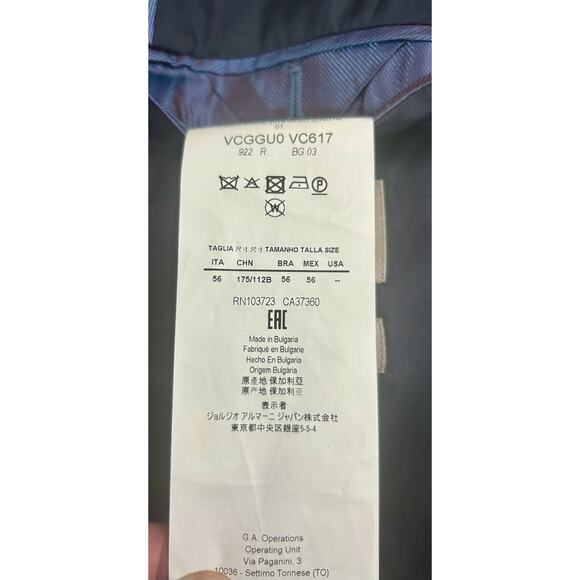 01
VCGGU0 VC617
922 R BG 03
TAGLIA 尺寸 尺寸 TAMANHO TALLA SIZE
ITA CHN BRA MEX USA
56 175/112B 56 56 --
RN103723 CA37360
EAC
Made in Bulgaria
Fabriqué en Bulgarie
Hecho En Bulgaria
Origem Bulgària
原產地 保加利亞
原产地 保加利亚
表示者
ジョルジオ アルマーニ ジャパン株式会社
東京都中央区銀座5-5-4
G.A. Operations
Operating Unit
Via Paganini, 3
10036 - Settimo Torinese (TO)